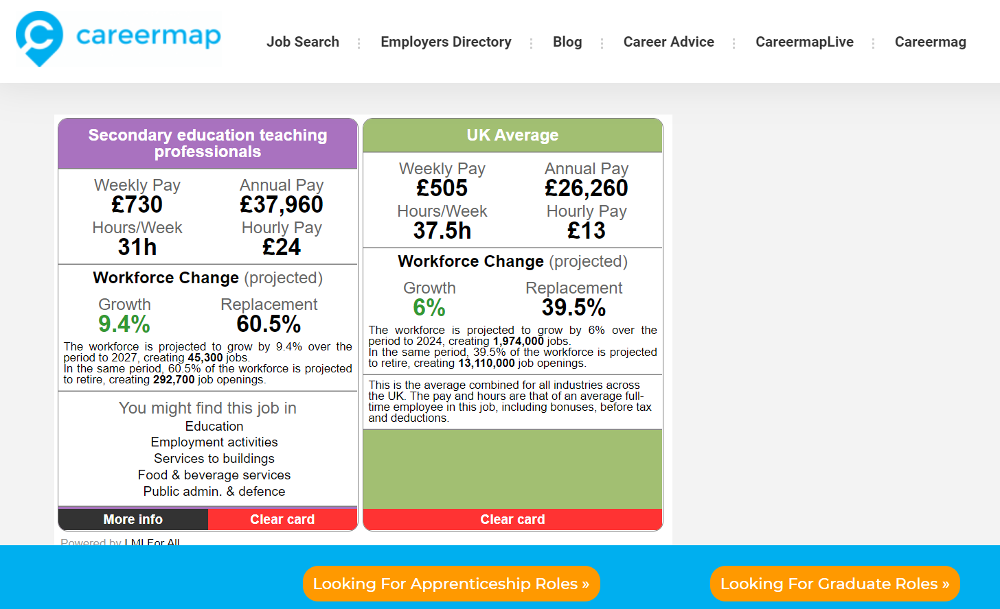 careermap
Job Search
Employers Directory
Blog
Career Advice
CareermapLive
Careermag
Secondary education teaching
professionals
Weekly Pay Annual Pay
£730 £37,960
Hours/Week Hourly Pay
31h £24
Workforce Change (projected)
Growth Replacement
9.4% 60.5%
The workforce is projected to grow by 9.4% over the
period to 2027, creating 45,300 jobs.
In the same period, 60.5% of the workforce is projected
to retire, creating 292,700 job openings.
You might find this job in
Education
Employment activities
Services to buildings
Food & beverage services
Public admin. & defence
More info Clear card
UK Average
Weekly Pay Annual Pay
£505 £26,260
Hours/Week Hourly Pay
37.5h £13
Workforce Change (projected)
Growth Replacement
6% 39.5%
The workforce is projected to grow by 6% over the
period to 2024, creating 1,974,000 jobs.
In the same period, 39.5% of the workforce is projected
to retire, creating 13,110,000 job openings.
This is the average combined for all industries across
the UK. The pay and hours are that of an average full-
time employee in this job, including bonuses, before tax
and deductions.
Clear card
Powered by LMI For All
Looking For Apprenticeship Roles »
Looking For Graduate Roles »